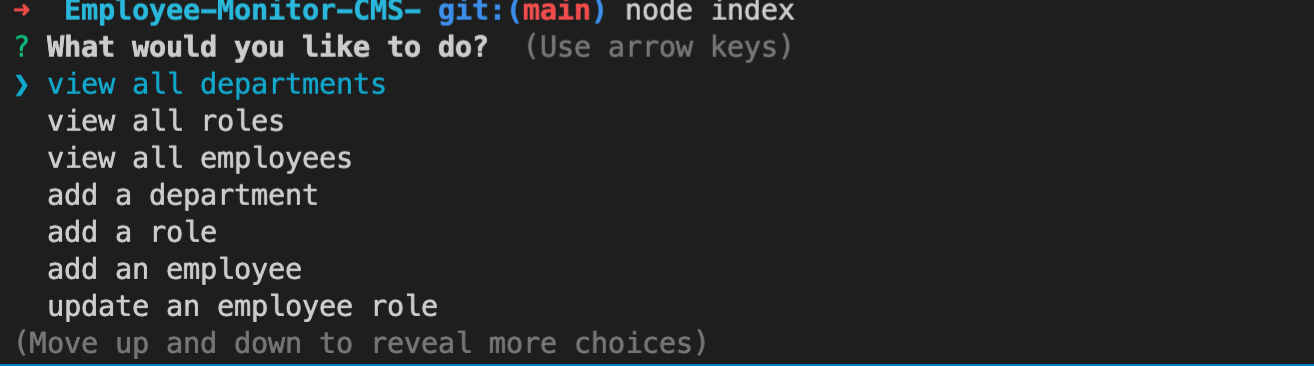 → Employee-Monitor-CMS- git:(main) node index
? What would you like to do? (Use arrow keys)
❯ view all departments
view all roles
view all employees
add a department
add a role
add an employee
update an employee role
(Move up and down to reveal more choices)